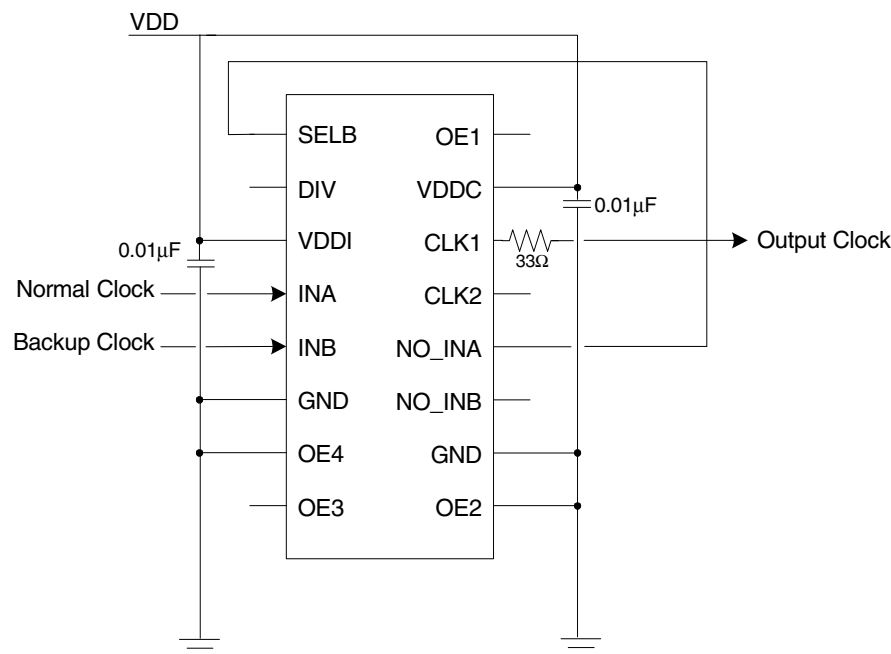 VDD
SELB
OE1
DIV
VDDC
0.01µF
VDDI
CLK1
0.01µF
33Ω
Output Clock
Normal Clock
INA
CLK2
Backup Clock
INB
NO_INA
GND
NO_INB
OE4
GND
OE3
OE2